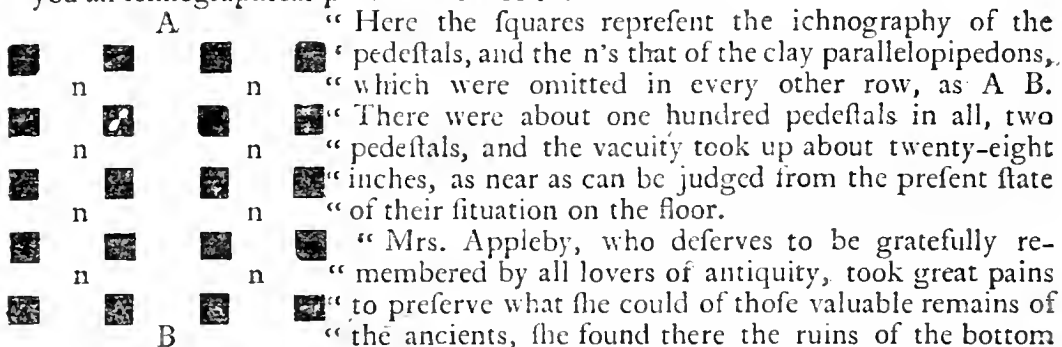 you an ichnographical
A
n n
n n
n n
n n
B
“ Here the ſquares repreſent the ichnography of the
“ pedeſtals, and the n's that of the clay parallelopipedons,
“ which were omitted in every other row, as A B.
“ There were about one hundred pedeſtals in all, two
“ pedeſtals, and the vacuity took up about twenty-eight
“ inches, as near as can be judged from the preſent ſtate
“ of their ſituation on the floor.
“ Mrs. Appleby, who deſerves to be gratefully re-
“ membered by all lovers of antiquity, took great pains
“ to preſerve what ſhe could of thoſe valuable remains of
“ the ancients, ſhe found there the ruins of the bottom